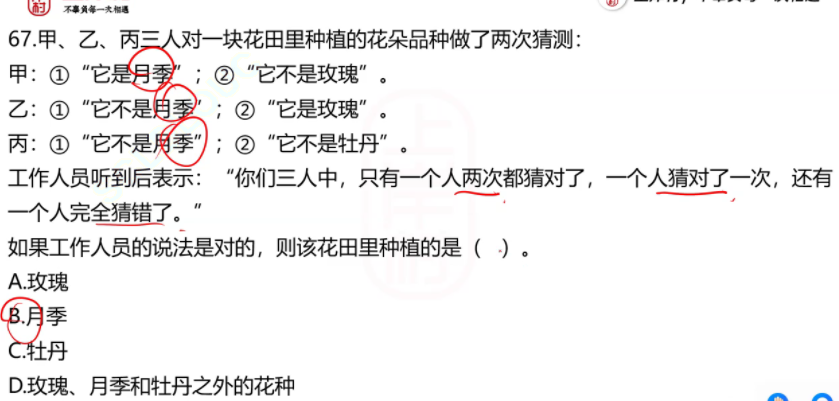 不辜负每一次相遇
67.甲、乙、丙三人对一块花田里种植的花朵品种做了两次猜测：
甲：①“它是月季”；②“它不是玫瑰”。
乙：①“它不是月季”；②“它是玫瑰”。
丙：①“它不是月季”；②“它不是牡丹”。
工作人员听到后表示：“你们三人中，只有一个人两次都猜对了，一个人猜对了一次，还有
一个人完全猜错了。”
如果工作人员的说法是对的，则该花田里种植的是（ ）。
A.玫瑰
B.月季
C.牡丹
D.玫瑰、月季和牡丹之外的花种